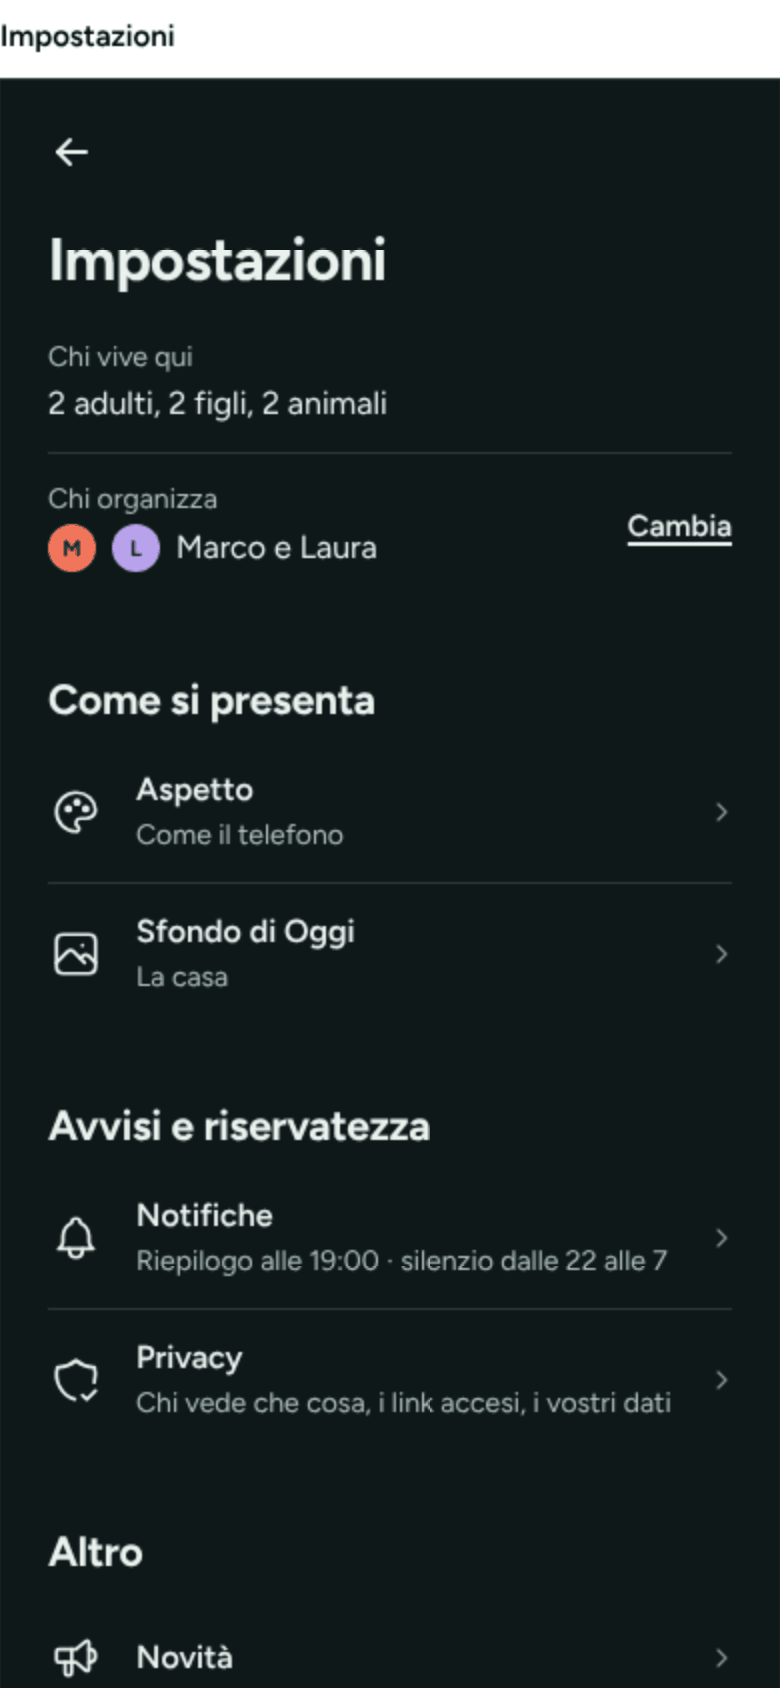 Impostazioni
Impostazioni
Chi vive qui
2 adulti, 2 figli, 2 animali
Chi organizza
M L Marco e Laura
Cambia
Come si presenta
Aspetto
Come il telefono
Sfondo di Oggi
La casa
Avvisi e riservatezza
Notifiche
Riepilogo alle 19:00 · silenzio dalle 22 alle 7
Privacy
Chi vede che cosa, i link accesi, i vostri dati
Altro
Novità